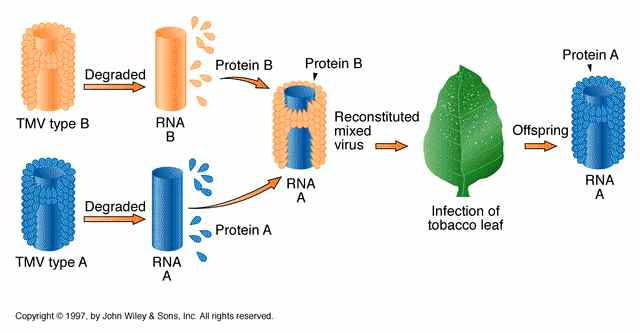 TMV type B
Degraded
RNA
B
Protein B
Protein B
TMV type A
Degraded
RNA
A
Protein A
RNA
A
Reconstituted
mixed
virus
Infection of
tobacco leaf
Offspring
Protein A
RNA
A
Copyright © 1997, by John Wiley & Sons, Inc. All rights reserved.